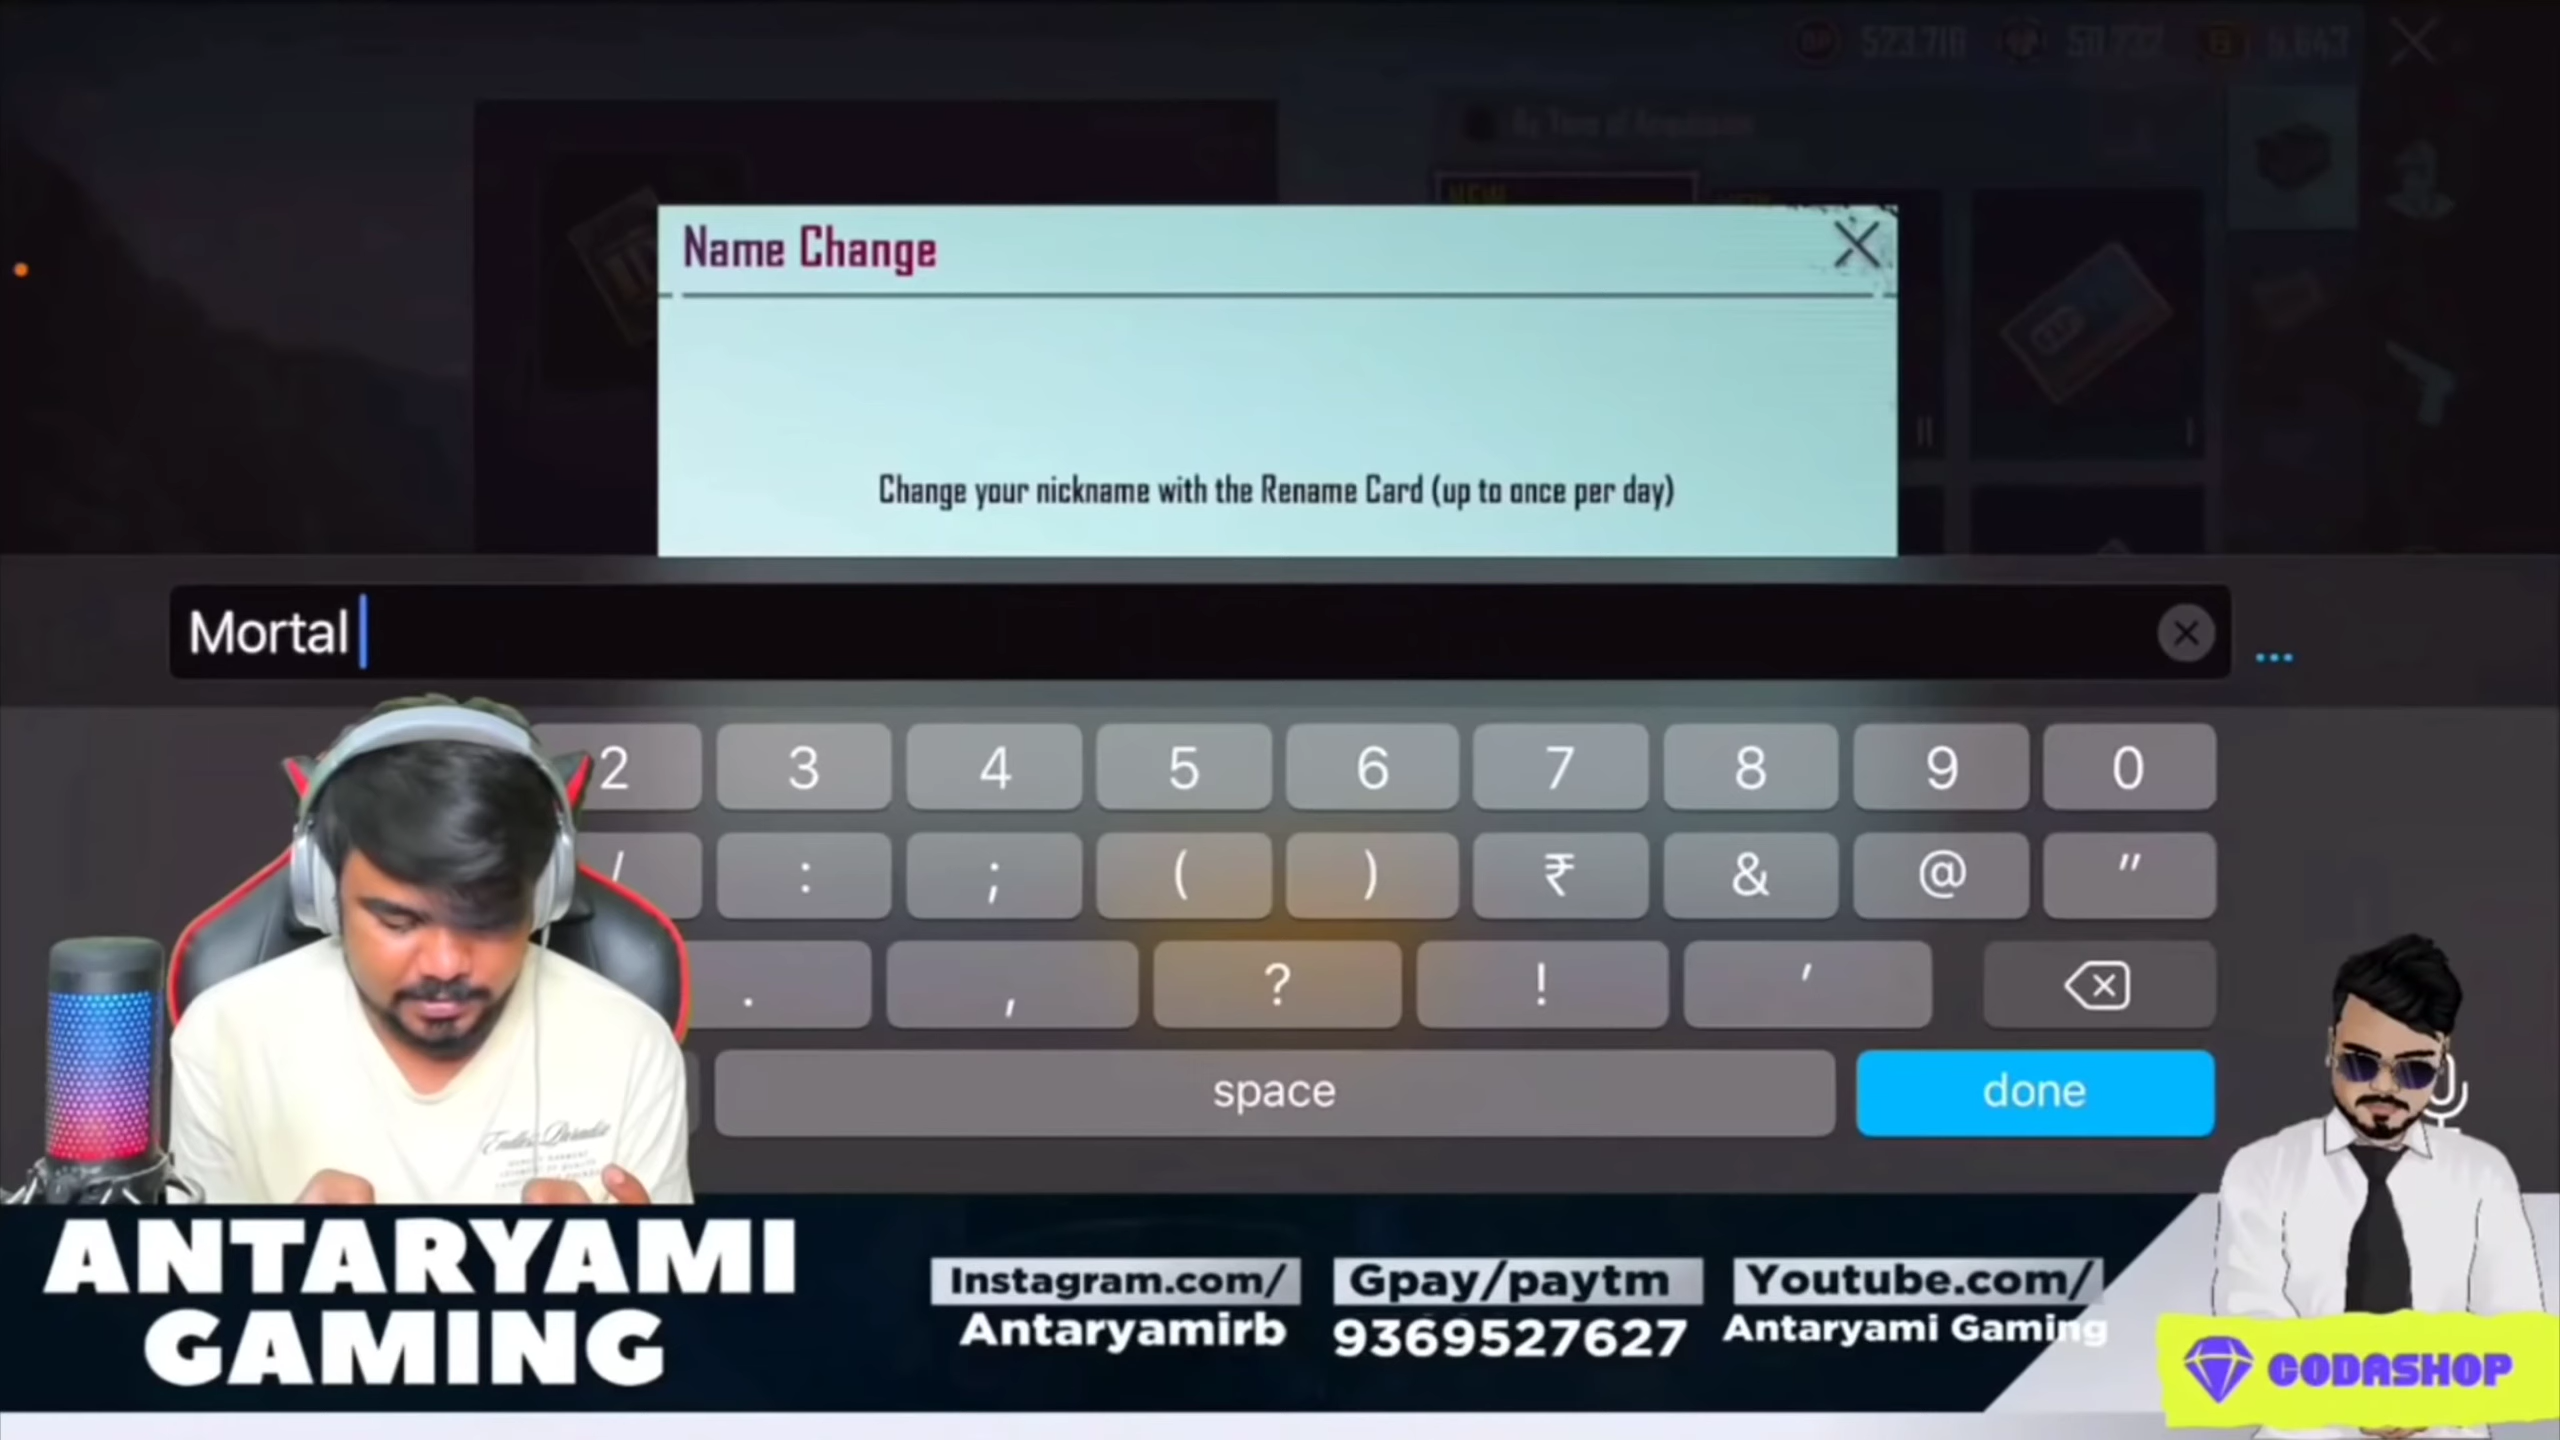 Name Change
Change your nickname with the Rename Card (up to once per day)
Mortal
2 3 4 5 6 7 8 9 0
/ : ; ( ) ₹ & @ "
. , ? ! '
space done
ANTARYAMI
GAMING
Instagram.com/
Antaryamirb
Gpay/paytm
9369527627
Youtube.com/
Antaryami Gaming
CODASHOP